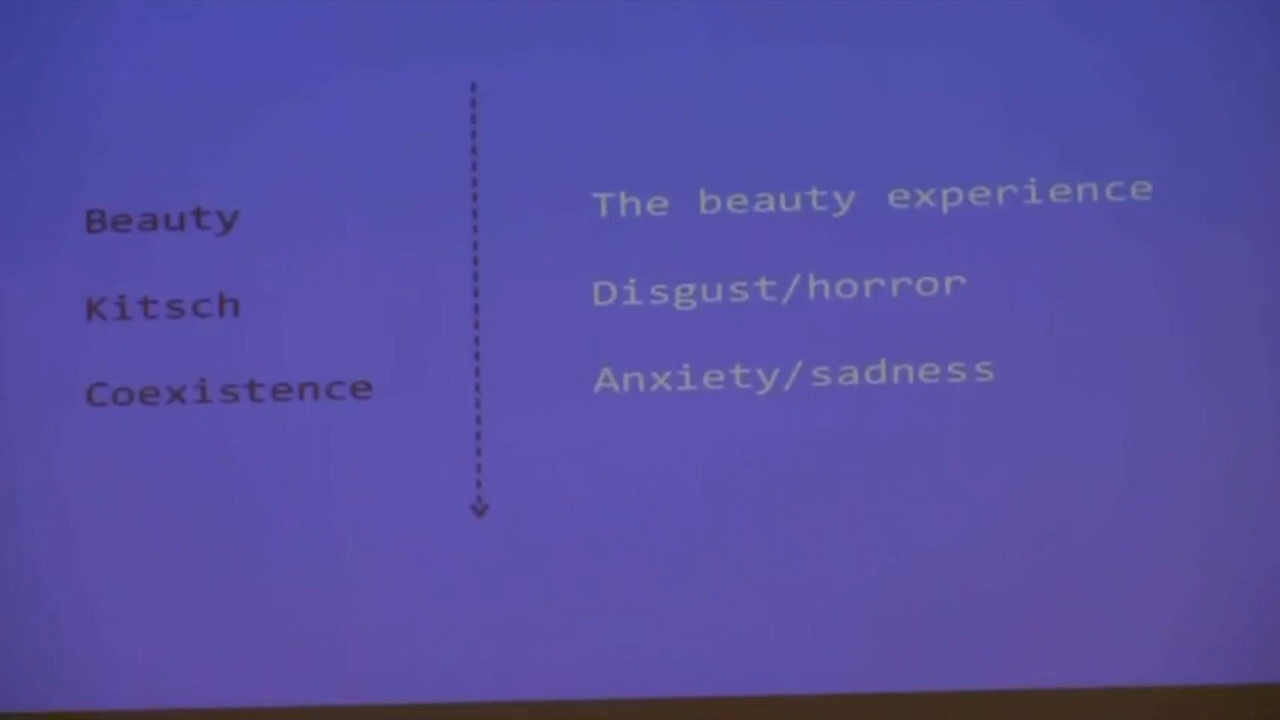 Beauty
Kitsch
Coexistence
The beauty experience
Disgust/horror
Anxiety/sadness